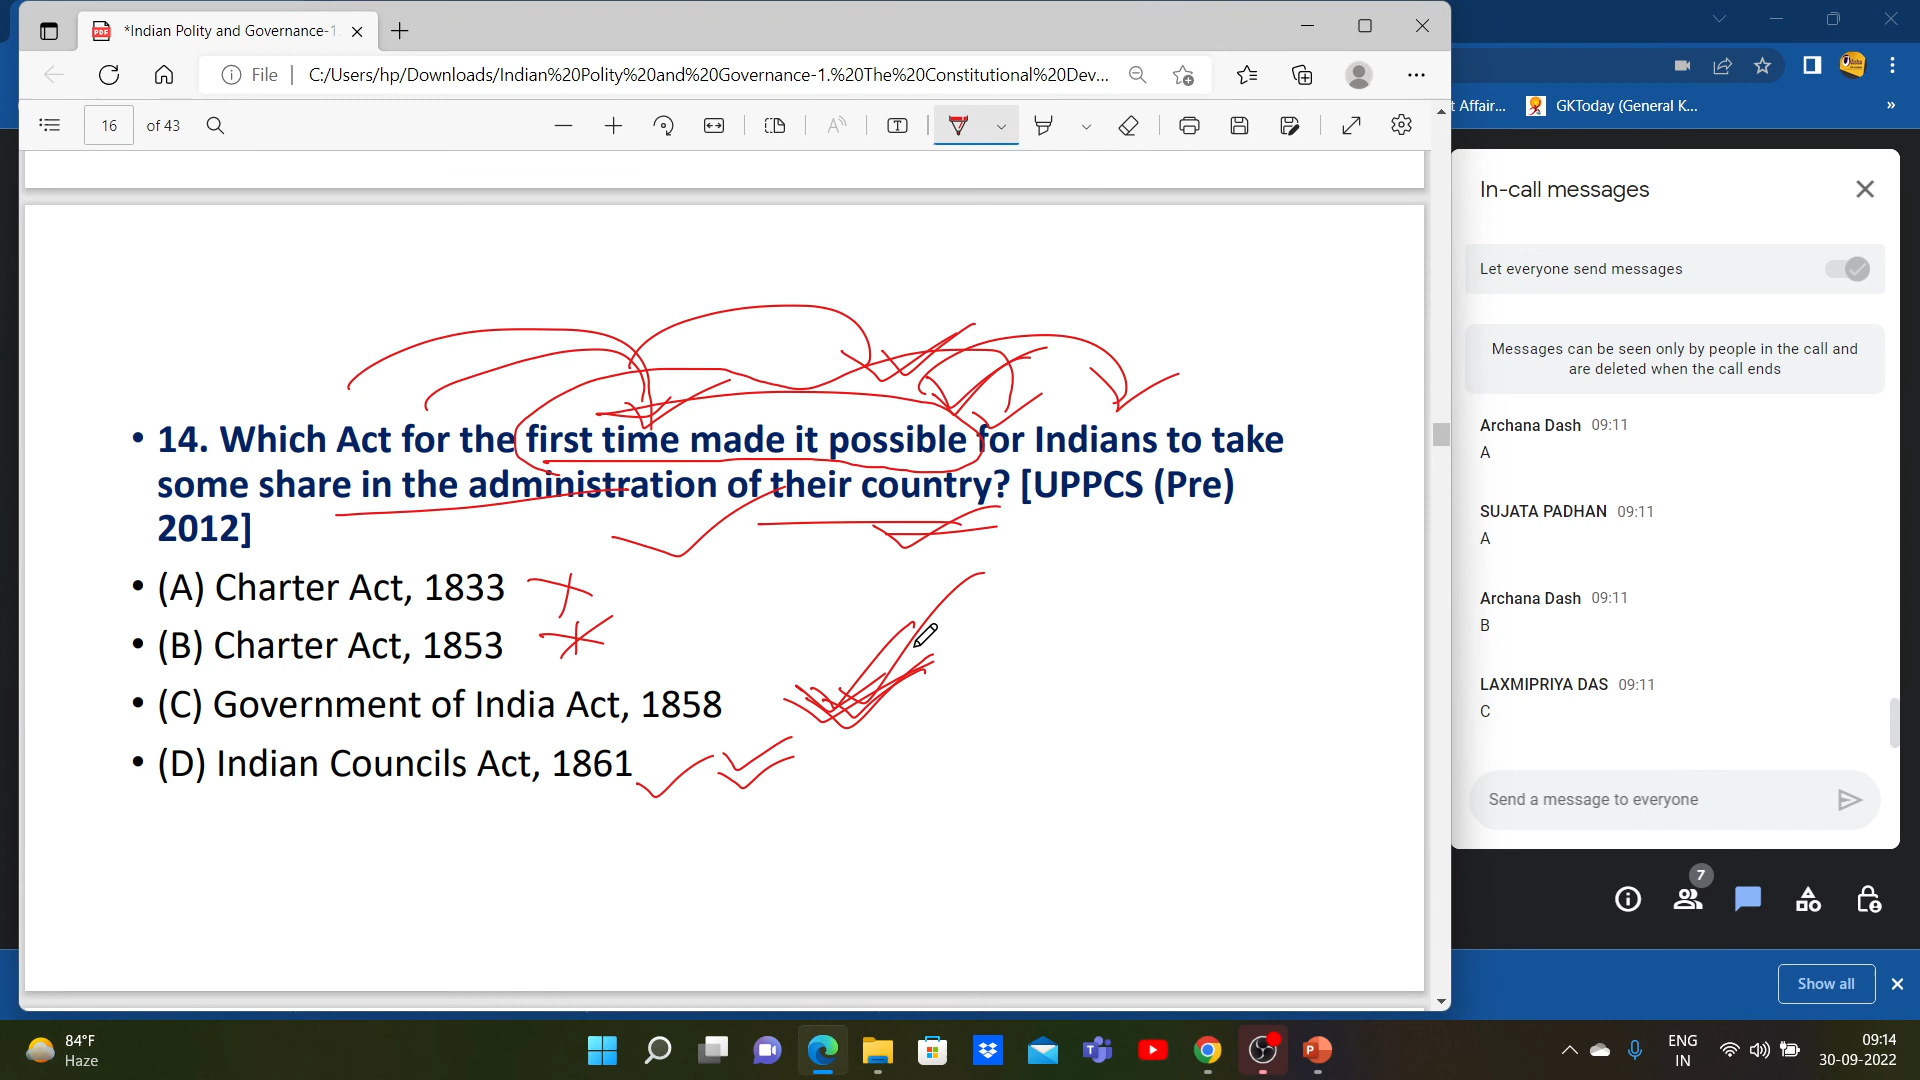 *Indian Polity and Governance-1
File
C:/Users/hp/Downloads/Indian%20Polity%20and%20Governance-1.%20The%20Constitutional%20Dev...
t Affair...
GKToday (General K...
16
of 43
• 14. Which Act for the first time made it possible for Indians to take
some share in the administration of their country? [UPPCS (Pre)
2012]
• (A) Charter Act, 1833
• (B) Charter Act, 1853
• (C) Government of India Act, 1858
• (D) Indian Councils Act, 1861
In-call messages
Let everyone send messages
Messages can be seen only by people in the call and
are deleted when the call ends
Archana Dash 09:11
A
SUJATA PADHAN 09:11
A
Archana Dash 09:11
B
LAXMIPRIYA DAS 09:11
C
Send a message to everyone
7
Show all
84°F
Haze
ENG
IN
09:14
30-09-2022